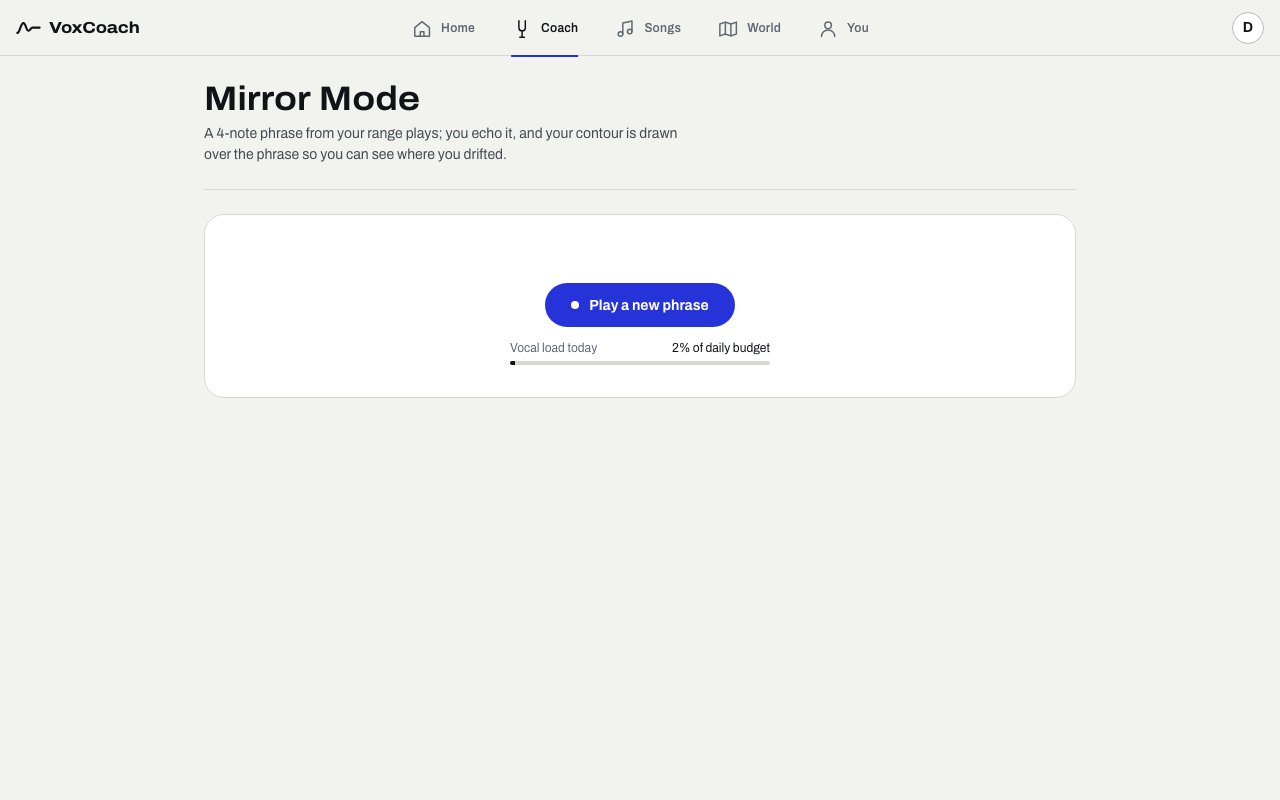 VoxCoach
Home
Coach
Songs
World
You
D
Mirror Mode
A 4-note phrase from your range plays; you echo it, and your contour is drawn
over the phrase so you can see where you drifted.
Play a new phrase
Vocal load today
2% of daily budget